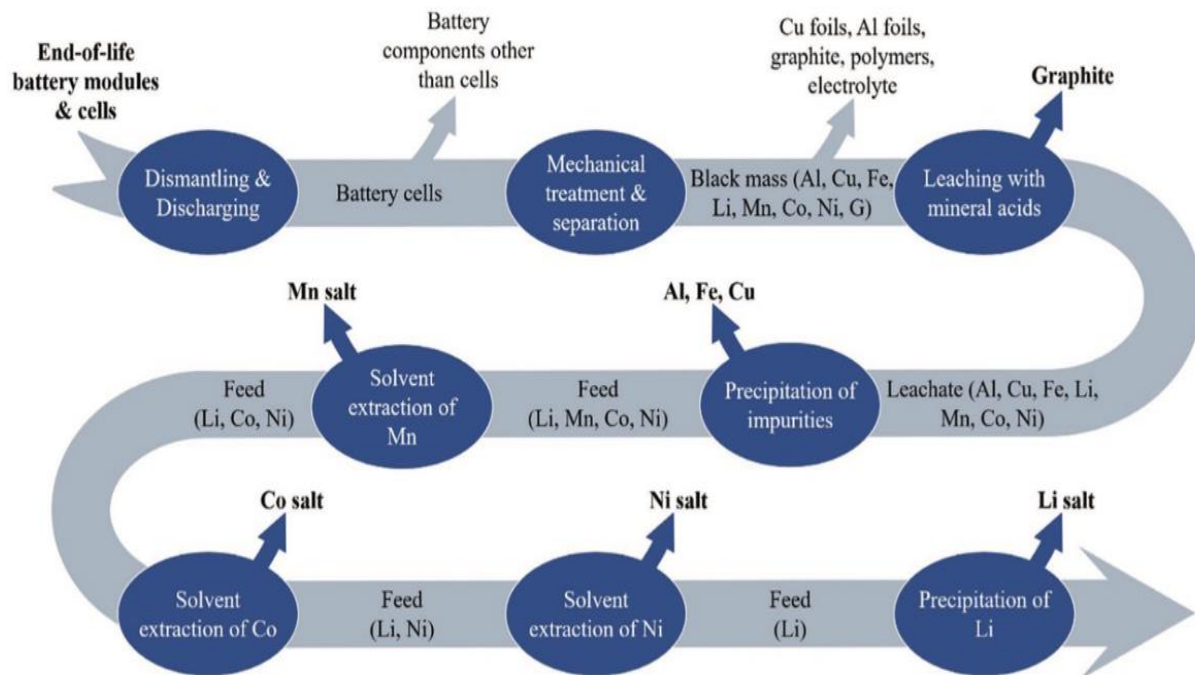 End-of-life
battery modules
& cells
Battery
components other
than cells
Cu foils, Al foils,
graphite, polymers,
electrolyte
Graphite
Dismantling &
Discharging
Battery cells
Mechanical
treatment &
separation
Black mass (Al, Cu, Fe,
Li, Mn, Co, Ni, G)
Leaching with
mineral acids
Mn salt
Al, Fe, Cu
Feed
(Li, Co, Ni)
Solvent
extraction of
Mn
Feed
(Li, Mn, Co, Ni)
Precipitation of
impurities
Leachate (Al, Cu, Fe, Li,
Mn, Co, Ni)
Co salt
Ni salt
Li salt
Solvent
extraction of Co
Feed
(Li, Ni)
Solvent
extraction of Ni
Feed
(Li)
Precipitation of
Li